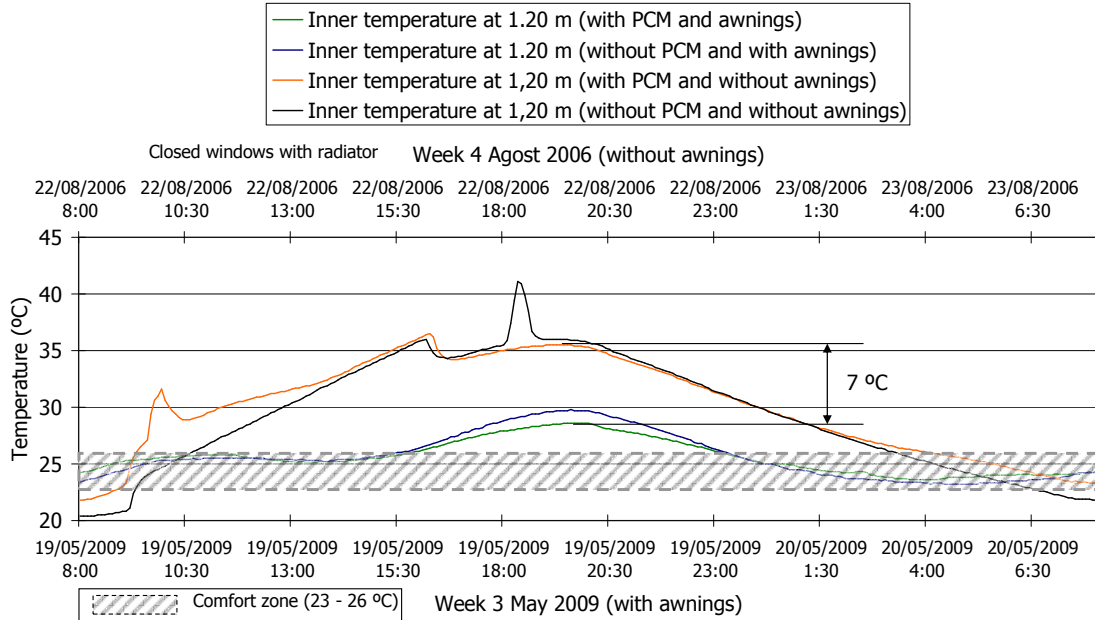 Inner temperature at 1.20 m (with PCM and awnings)
Inner temperature at 1.20 m (without PCM and with awnings)
Inner temperature at 1,20 m (with PCM and without awnings)
Inner temperature at 1,20 m (without PCM and without awnings)
Closed windows with radiator Week 4 Agost 2006 (without awnings)
22/08/2006 22/08/2006 22/08/2006 22/08/2006 22/08/2006 22/08/2006 22/08/2006 23/08/2006 23/08/2006 23/08/2006
8:00 10:30 13:00 15:30 18:00 20:30 23:00 1:30 4:00 6:30
45
40
35
30
25
20
Temperature (ºC)
7 ºC
19/05/2009 19/05/2009 19/05/2009 19/05/2009 19/05/2009 19/05/2009 19/05/2009 20/05/2009 20/05/2009 20/05/2009
8:00 10:30 13:00 15:30 18:00 20:30 23:00 1:30 4:00 6:30
Comfort zone (23 - 26 ºC) Week 3 May 2009 (with awnings)